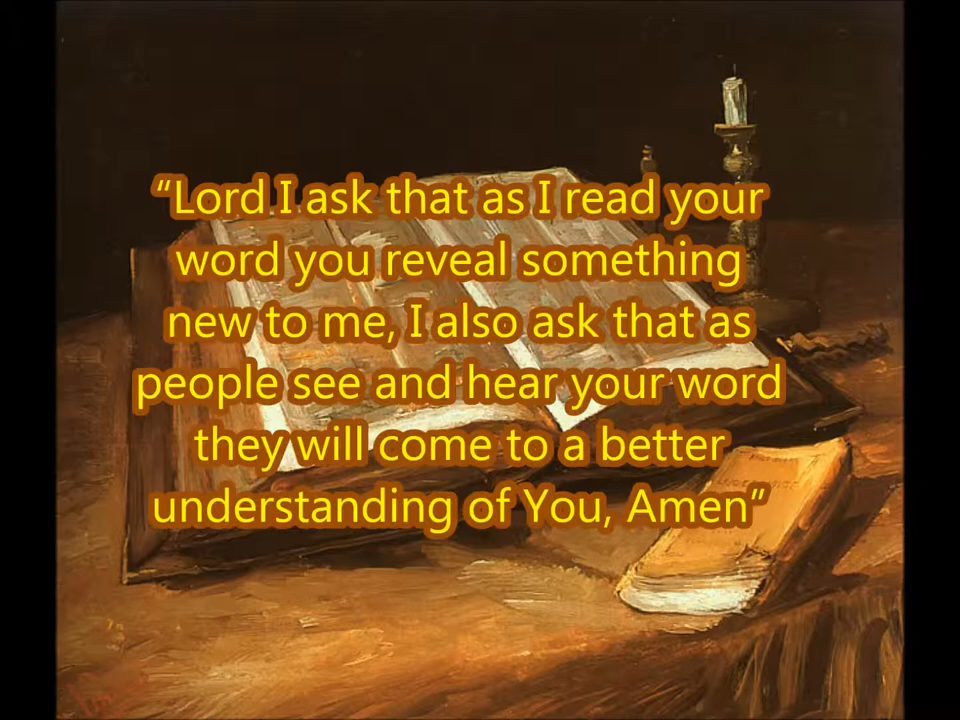 “Lord I ask that as I read your
word you reveal something
new to me, I also ask that as
people see and hear your word
they will come to a better
understanding of You, Amen”